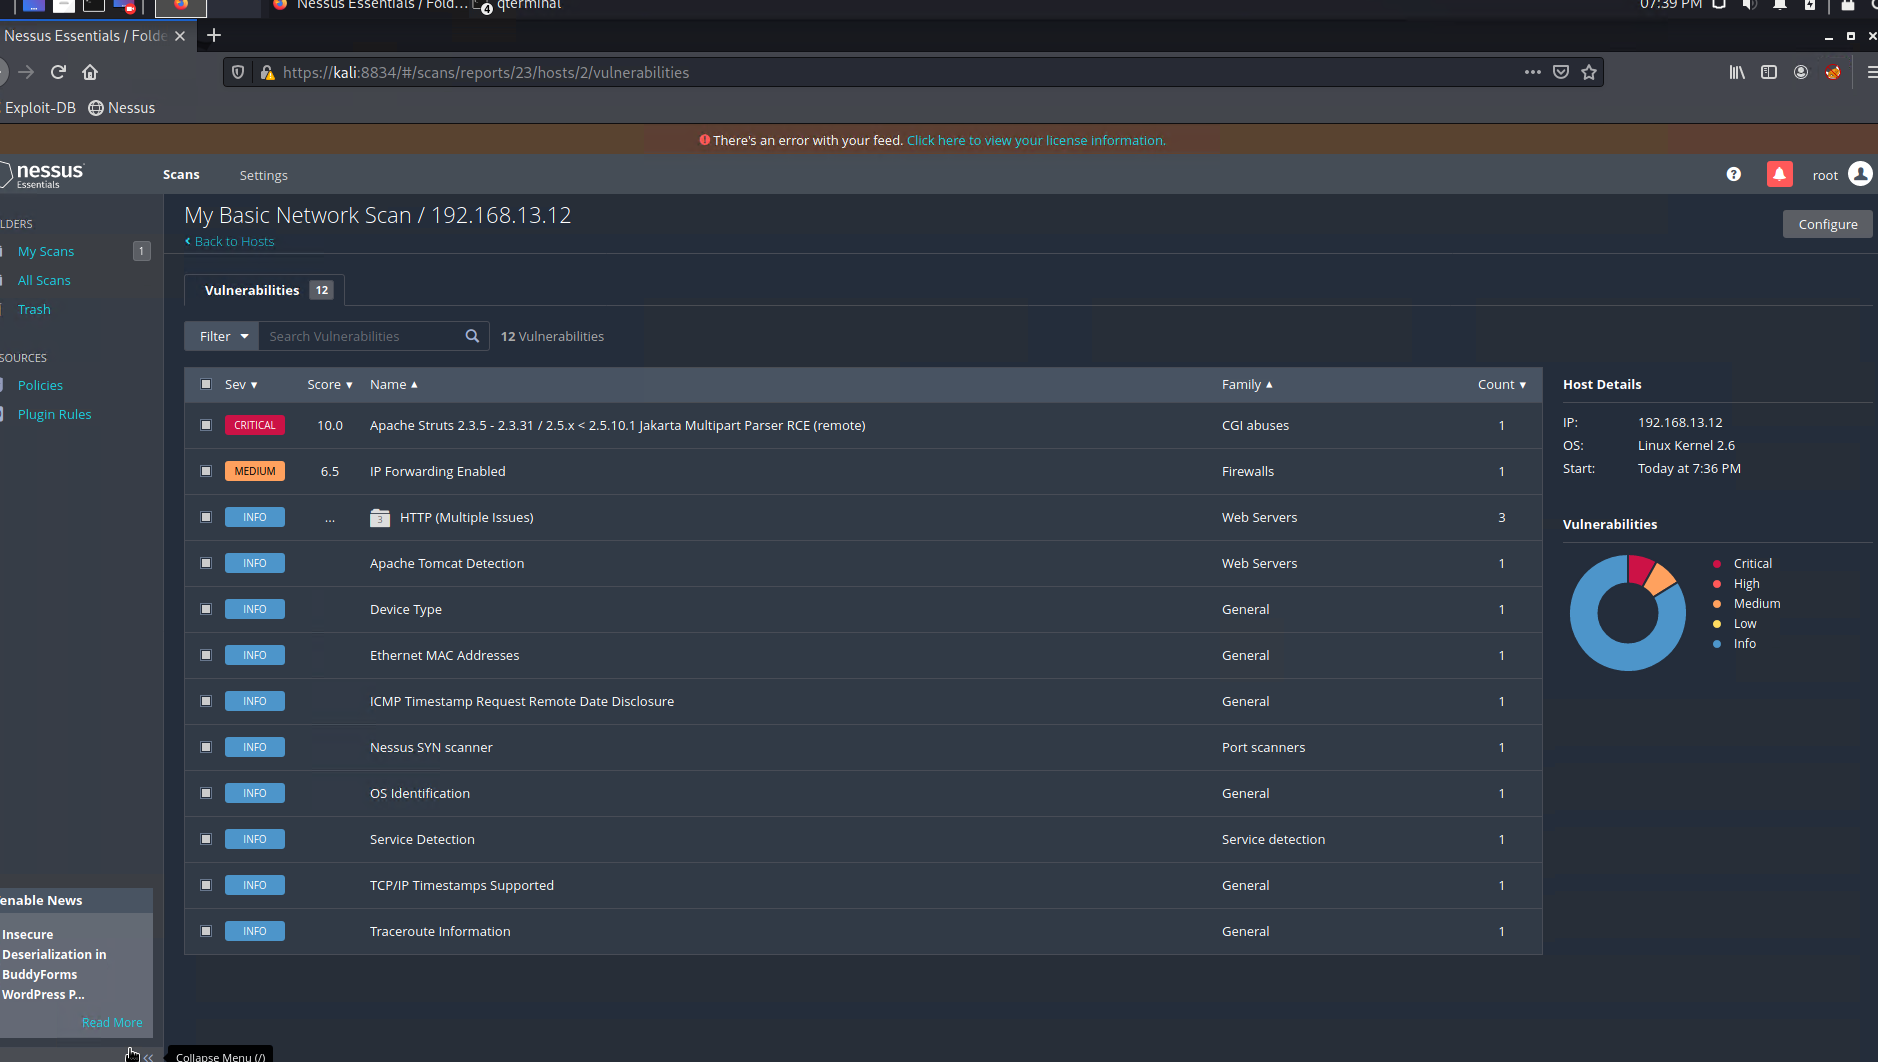 Nessus Essentials / Fold... 4 qterminal 07:39 PM
Nessus Essentials / Folde
https://kali:8834/#/scans/reports/23/hosts/2/vulnerabilities
Exploit-DB Nessus
There's an error with your feed. Click here to view your license information.
nessus Essentials Scans Settings root
LDERS
My Scans 1
All Scans
Trash
SOURCES
Policies
Plugin Rules
My Basic Network Scan / 192.168.13.12
Configure
Back to Hosts
Vulnerabilities 12
Filter Search Vulnerabilities 12 Vulnerabilities
Sev Score Name Family Count
CRITICAL 10.0 Apache Struts 2.3.5 - 2.3.31 / 2.5.x < 2.5.10.1 Jakarta Multipart Parser RCE (remote) CGI abuses 1
MEDIUM 6.5 IP Forwarding Enabled Firewalls 1
INFO ... 3 HTTP (Multiple Issues) Web Servers 3
INFO Apache Tomcat Detection Web Servers 1
INFO Device Type General 1
INFO Ethernet MAC Addresses General 1
INFO ICMP Timestamp Request Remote Date Disclosure General 1
INFO Nessus SYN scanner Port scanners 1
INFO OS Identification General 1
INFO Service Detection Service detection 1
INFO TCP/IP Timestamps Supported General 1
INFO Traceroute Information General 1
Host Details
IP: 192.168.13.12
OS: Linux Kernel 2.6
Start: Today at 7:36 PM
Vulnerabilities
Critical
High
Medium
Low
Info
enable News
Insecure
Deserialization in
BuddyForms
WordPress P...
Read More
Collapse Menu (/)